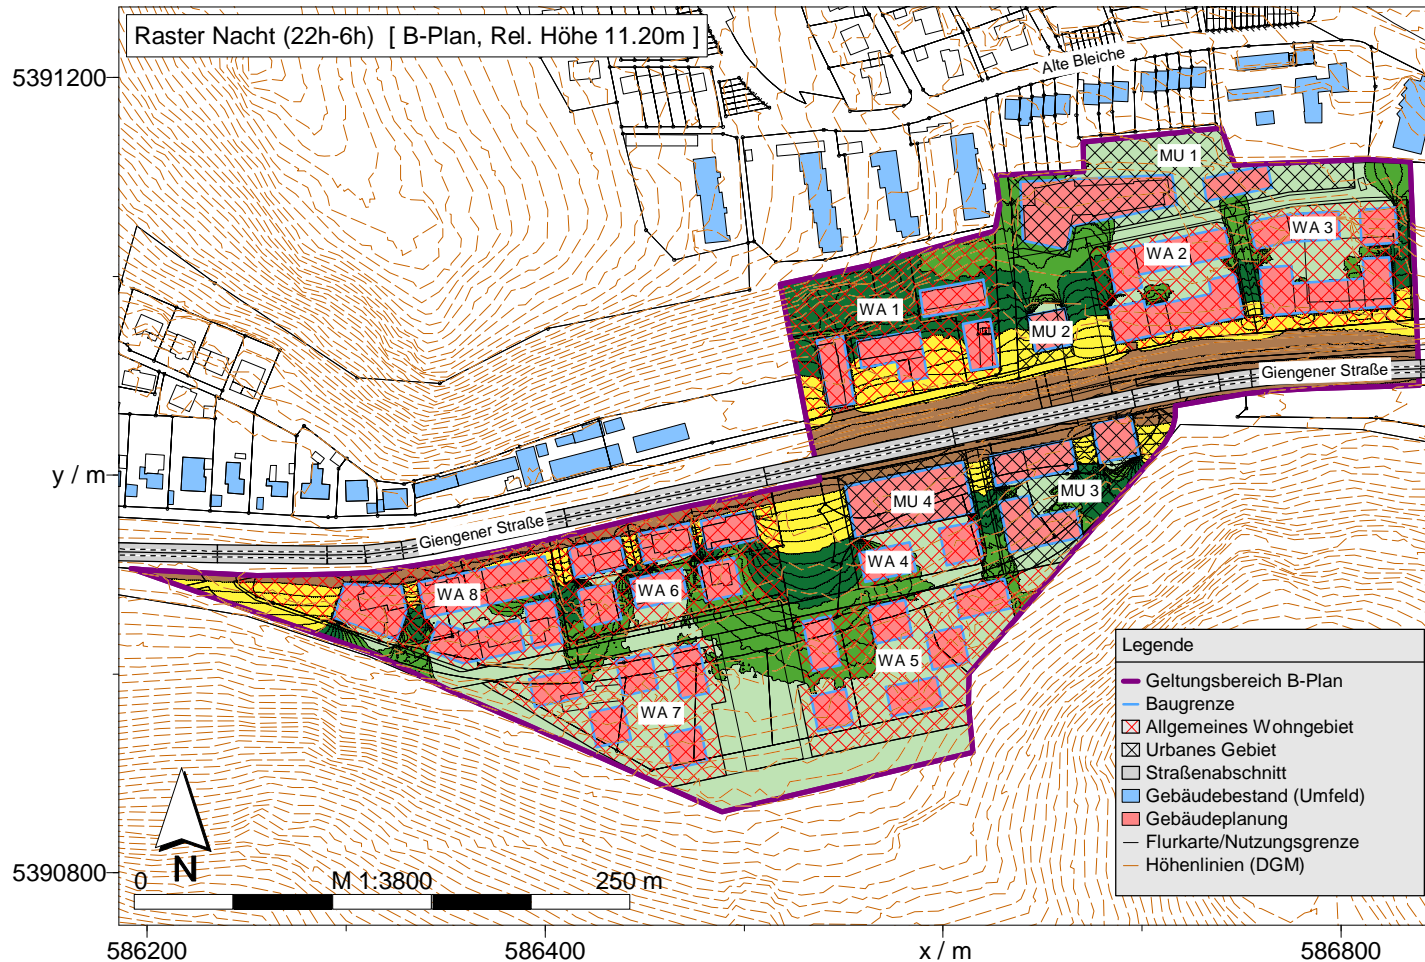 Raster Nacht (22h-6h) [ B-Plan, Rel. Höhe 11.20m ]
5391200
Alte Bleiche
MU 1
WA 3
WA 2
WA 1
MU 2
Giengener Straße
y / m
MU 3
MU 4
Giengener Straße
WA 4
WA 8
WA 6
WA 5
WA 7
Legende
Geltungsbereich B-Plan
Baugrenze
Allgemeines Wohngebiet
Urbanes Gebiet
Straßenabschnitt
Gebäudebestand (Umfeld)
Gebäudeplanung
Flurkarte/Nutzungsgrenze
Höhenlinien (DGM)
N
5390800
0 M 1:3800 250 m
586200 586400 x / m 586800